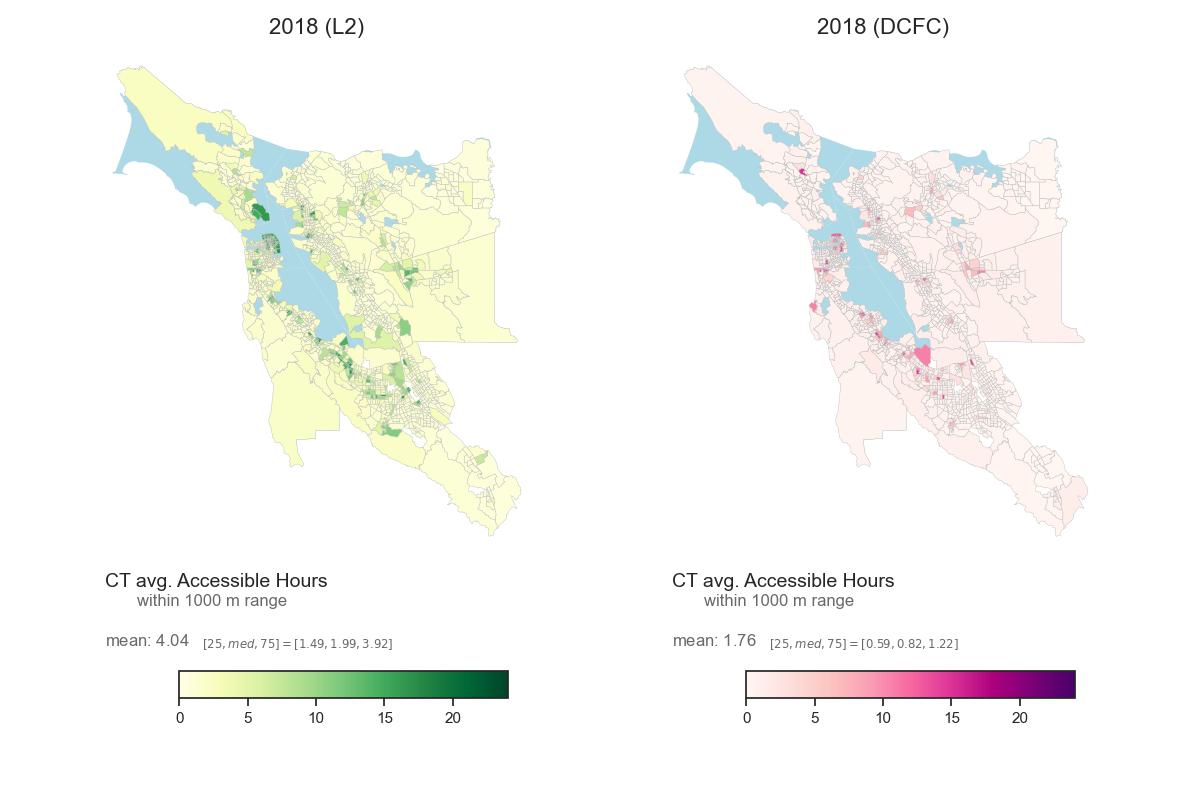 2018 (L2)
2018 (DCFC)
CT avg. Accessible Hours
within 1000 m range
mean: 4.04 [25, med, 75] = [1.49, 1.99, 3.92]
0 5 10 15 20
CT avg. Accessible Hours
within 1000 m range
mean: 1.76 [25, med, 75] = [0.59, 0.82, 1.22]
0 5 10 15 20